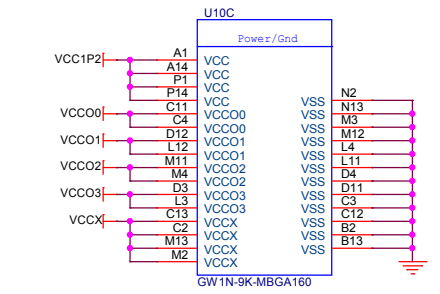 U10C
Power/Gnd
VCC1P2 A1 VCC
A14 VCC
P1 VCC
P14 VCC VSS N2
VCCO0 C11 VCCO0 VSS N13
C4 VCCO0 VSS M3
VCCO1 D12 VCCO1 VSS M12
L12 VCCO1 VSS L4
VCCO2 M11 VCCO2 VSS L11
M4 VCCO2 VSS D4
VCCO3 D3 VCCO3 VSS D11
L3 VCCO3 VSS C3
VCCX C13 VCCX VSS C12
C2 VCCX VSS B2
M13 VCCX VSS B13
M2 VCCX
GW1N-9K-MBGA160